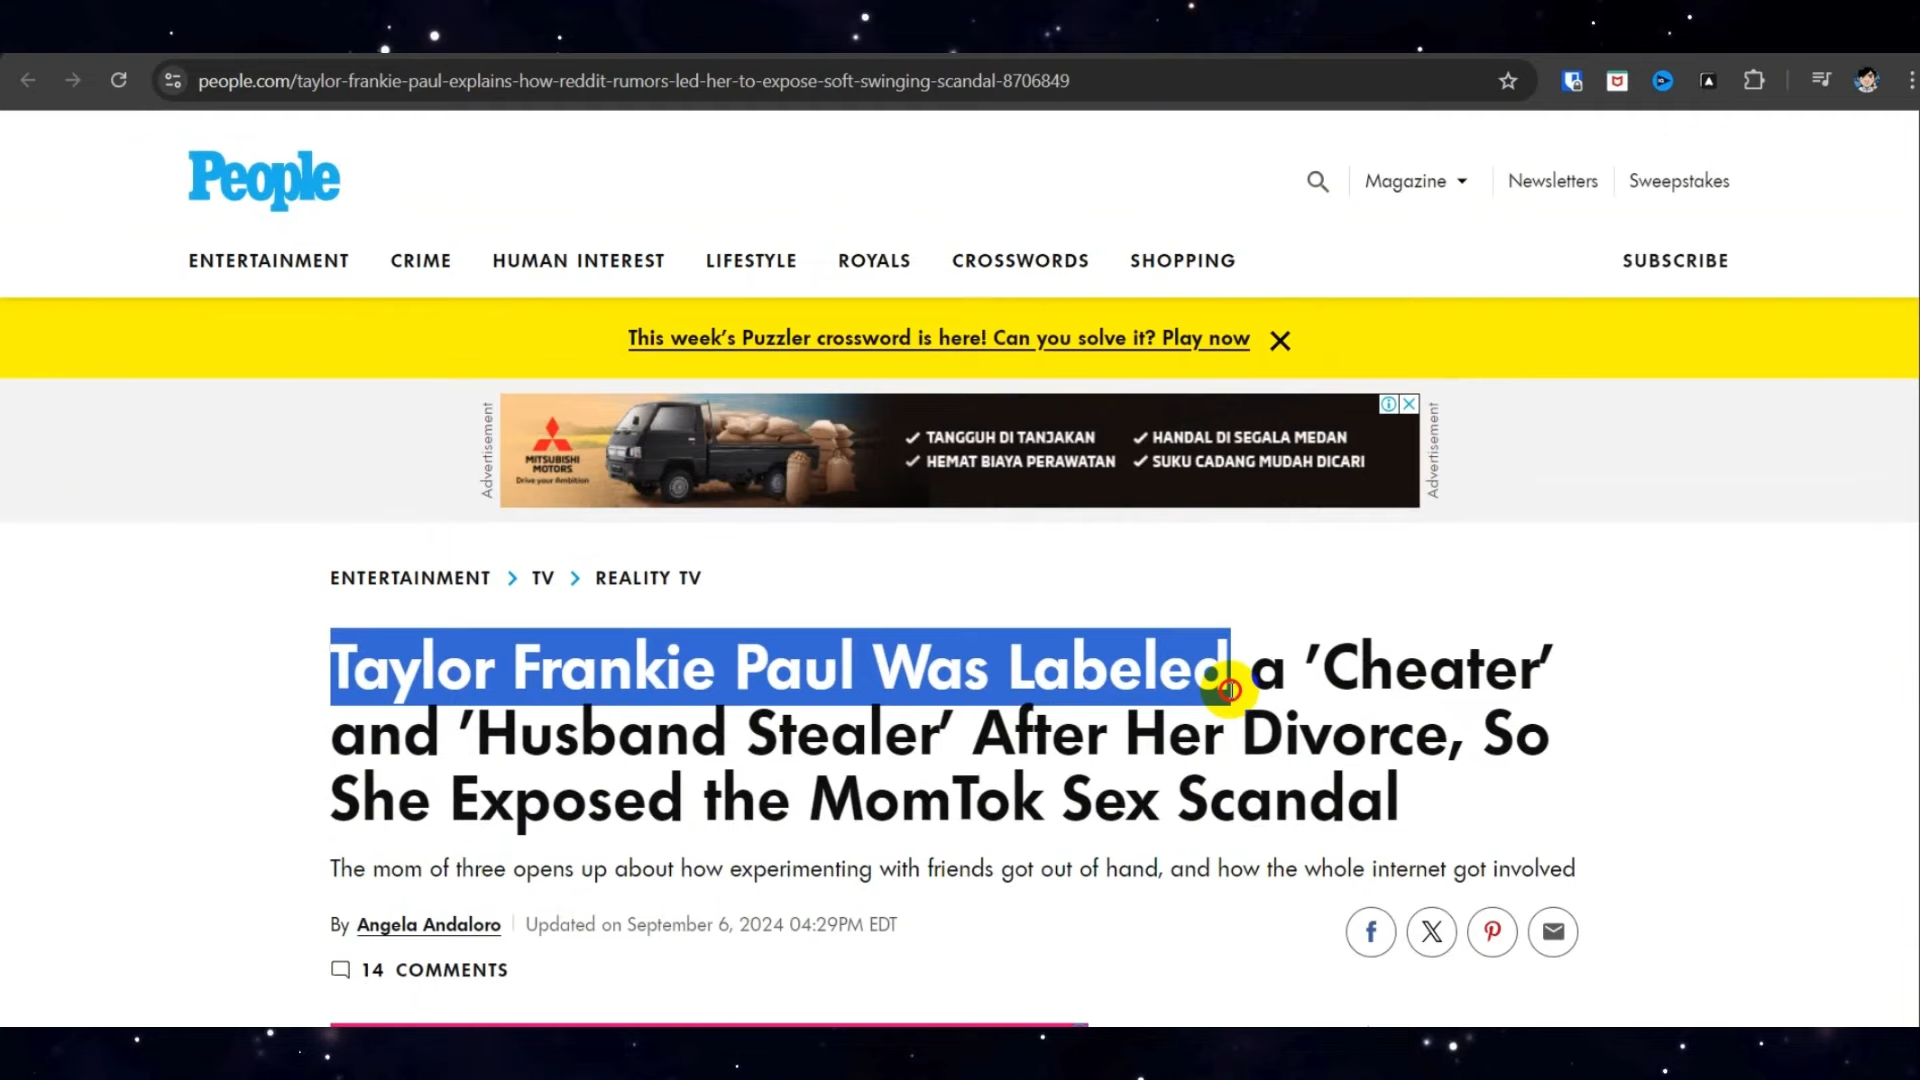 people.com/taylor-frankie-paul-explains-how-reddit-rumors-led-her-to-expose-soft-swinging-scandal-8706849
People
Magazine
Newsletters
Sweepstakes
ENTERTAINMENT
CRIME
HUMAN INTEREST
LIFESTYLE
ROYALS
CROSSWORDS
SHOPPING
SUBSCRIBE
This week's Puzzler crossword is here! Can you solve it? Play now
Advertisement
MITSUBISHI
MOTORS
Drive your Ambition
TANGGUH DI TANJAKAN
HEMAT BIAYA PERAWATAN
HANDAL DI SEGALA MEDAN
SUKU CADANG MUDAH DICARI
Advertisement
ENTERTAINMENT > TV > REALITY TV
Taylor Frankie Paul Was Labeled a 'Cheater'
and 'Husband Stealer' After Her Divorce, So
She Exposed the MomTok Sex Scandal
The mom of three opens up about how experimenting with friends got out of hand, and how the whole internet got involved
By Angela Andaloro
Updated on September 6, 2024 04:29PM EDT
14 COMMENTS